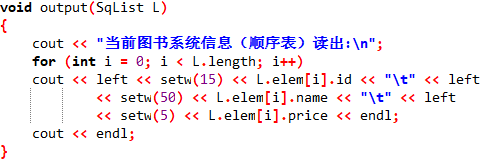 void output(SqList L)
{
    cout << "当前图书系统信息（顺序表）读出:\n";
    for (int i = 0; i < L.length; i++)
    cout << left << setw(15) << L.elem[i].id << "\t" << left
         << setw(50) << L.elem[i].name << "\t" << left
         << setw(5) << L.elem[i].price << endl;
    cout << endl;
}